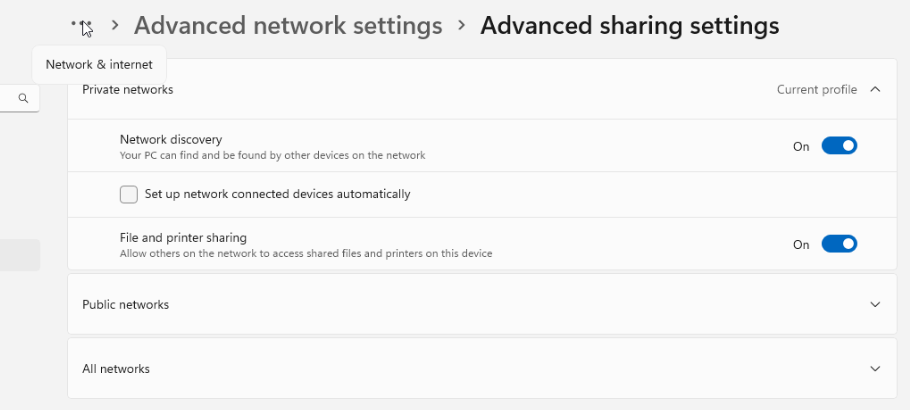 … > Advanced network settings > Advanced sharing settings
Network & internet
Private networks Current profile
Network discovery
Your PC can find and be found by other devices on the network
On
Set up network connected devices automatically
File and printer sharing
Allow others on the network to access shared files and printers on this device
On
Public networks
All networks